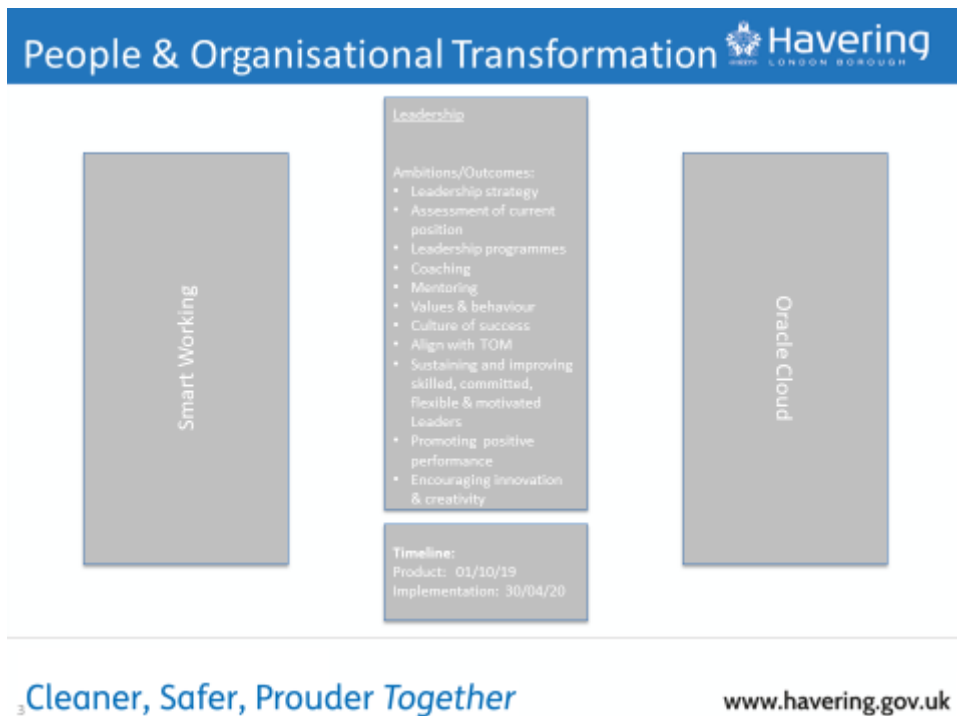 People & Organisational Transformation
Havering
LONDON BOROUGH
Smart Working
Leadership
Ambitions/Outcomes:
• Leadership strategy
• Assessment of current
position
• Leadership programmes
• Coaching
• Mentoring
• Values & behaviour
• Culture of success
• Align with TOM
• Sustaining and improving
skilled, committed,
flexible & motivated
Leaders
• Promoting positive
performance
• Encouraging innovation
& creativity
Timeline:
Product: 01/10/19
Implementation: 30/04/20
Oracle Cloud
3
Cleaner, Safer, Prouder Together
www.havering.gov.uk